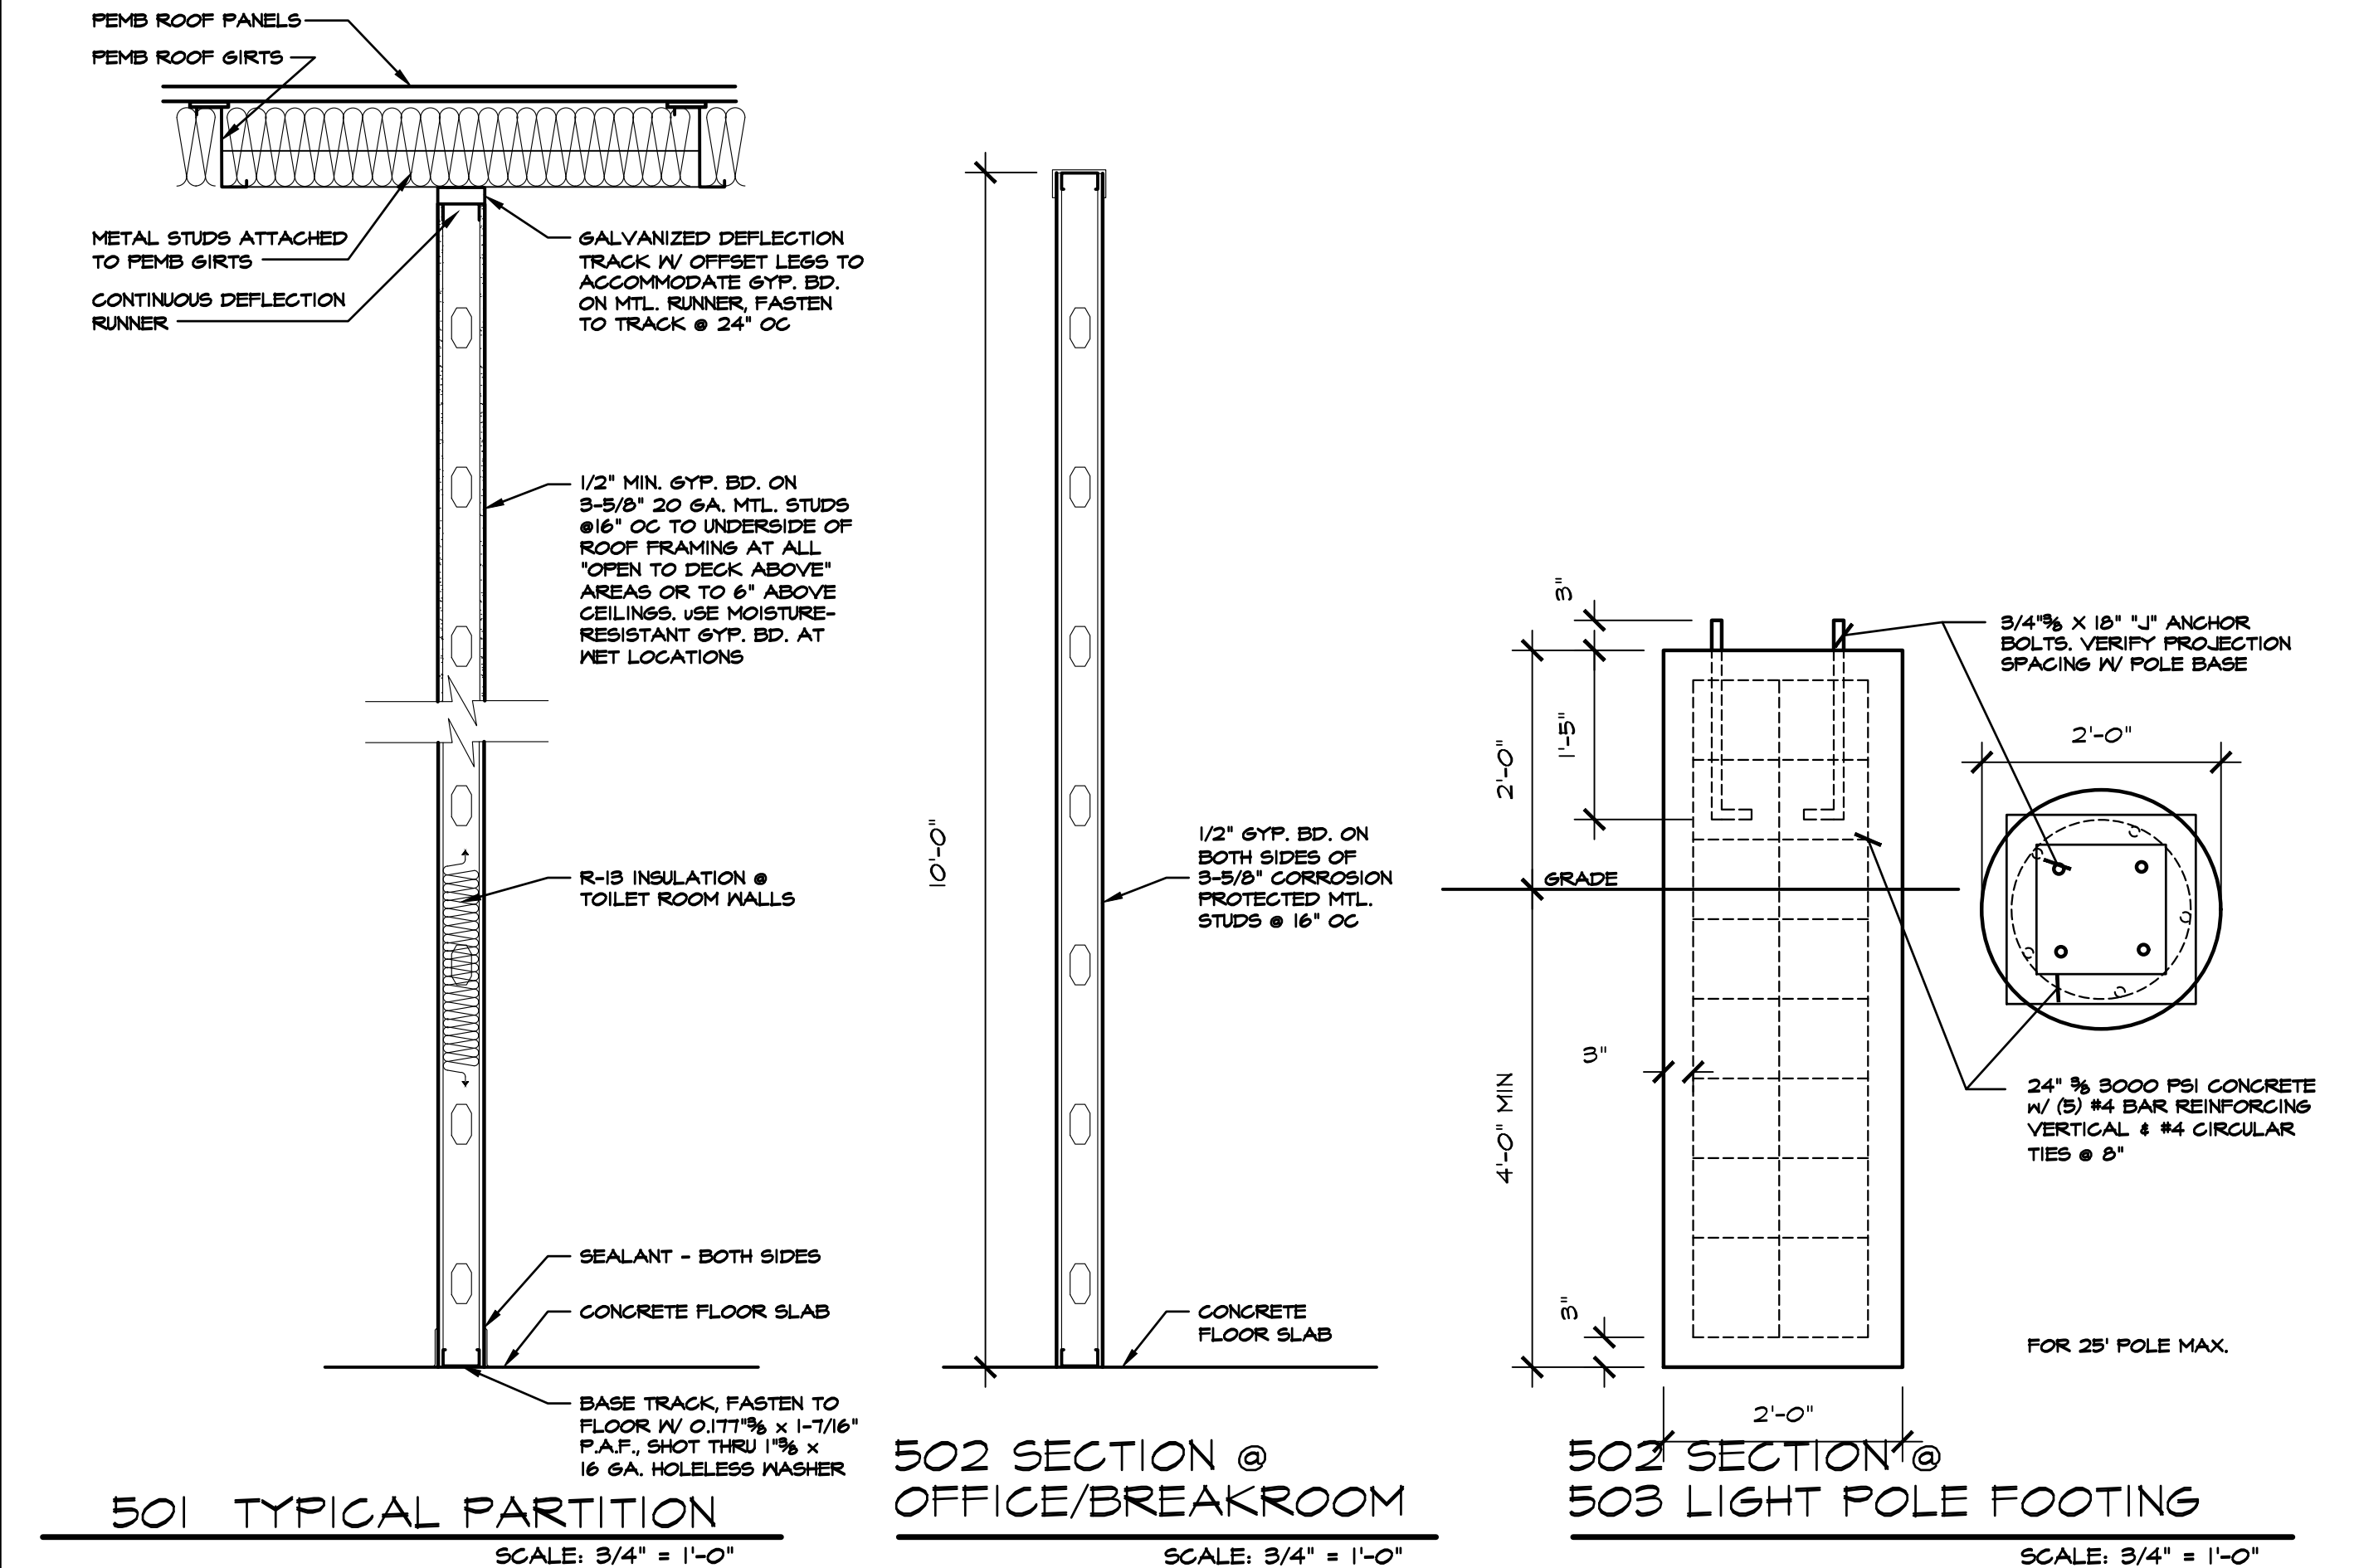 PEMB ROOF PANELS
PEMB ROOF GIRTS
METAL STUDS ATTACHED
TO PEMB GIRTS
CONTINUOUS DEFLECTION
RUNNER
GALVANIZED DEFLECTION
TRACK W/ OFFSET LEGS TO
ACCOMMODATE GYP. BD.
ON MTL. RUNNER, FASTEN
TO TRACK @ 24" OC
1/2" MIN. GYP. BD. ON
3-5/8" 20 GA. MTL. STUDS
@16" OC TO UNDERSIDE OF
ROOF FRAMING AT ALL
"OPEN TO DECK ABOVE"
AREAS OR TO 6" ABOVE
CEILINGS. USE MOISTURE-
RESISTANT GYP. BD. AT
WET LOCATIONS
R-13 INSULATION @
TOILET ROOM WALLS
SEALANT - BOTH SIDES
CONCRETE FLOOR SLAB
BASE TRACK, FASTEN TO
FLOOR W/ 0.177"⅜ x 1-7/16"
P.A.F., SHOT THRU 1"⅜ x
16 GA. HOLELESS WASHER
501 TYPICAL PARTITION
SCALE: 3/4" = 1'-0"
10'-0"
1/2" GYP. BD. ON
BOTH SIDES OF
3-5/8" CORROSION
PROTECTED MTL.
STUDS @ 16" OC
CONCRETE
FLOOR SLAB
502 SECTION @
OFFICE/BREAKROOM
SCALE: 3/4" = 1'-0"
3"
2'-0"
1'-5"
GRADE
3"
4'-0" MIN
3"
2'-0"
3/4"⅜ X 18" "J" ANCHOR
BOLTS. VERIFY PROJECTION
SPACING W/ POLE BASE
2'-0"
24" ⅜ 3000 PSI CONCRETE
W/ (5) #4 BAR REINFORCING
VERTICAL & #4 CIRCULAR
TIES @ 8"
FOR 25' POLE MAX.
502 SECTION @
503 LIGHT POLE FOOTING
SCALE: 3/4" = 1'-0"